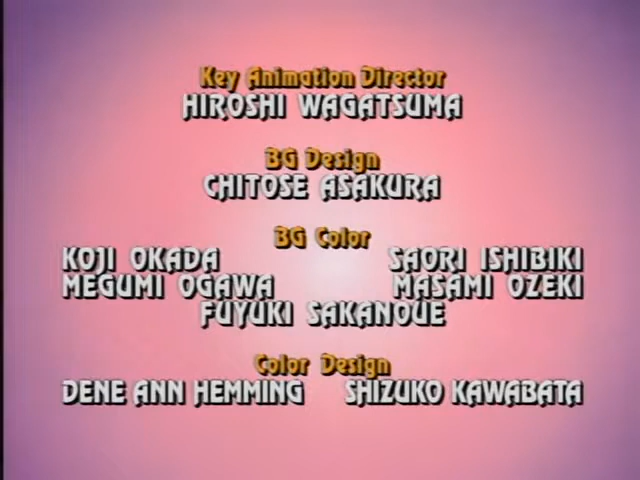 Key Animation Director
HIROSHI WAGATSUMA
BG Design
CHITOSE ASAKURA
BG Color
KOJI OKADA SAORI ISHIBIKI
MEGUMI OGAWA MASAMI OZEKI
FUYUKI SAKANOUE
Color Design
DENE ANN HEMMING SHIZUKO KAWABATA